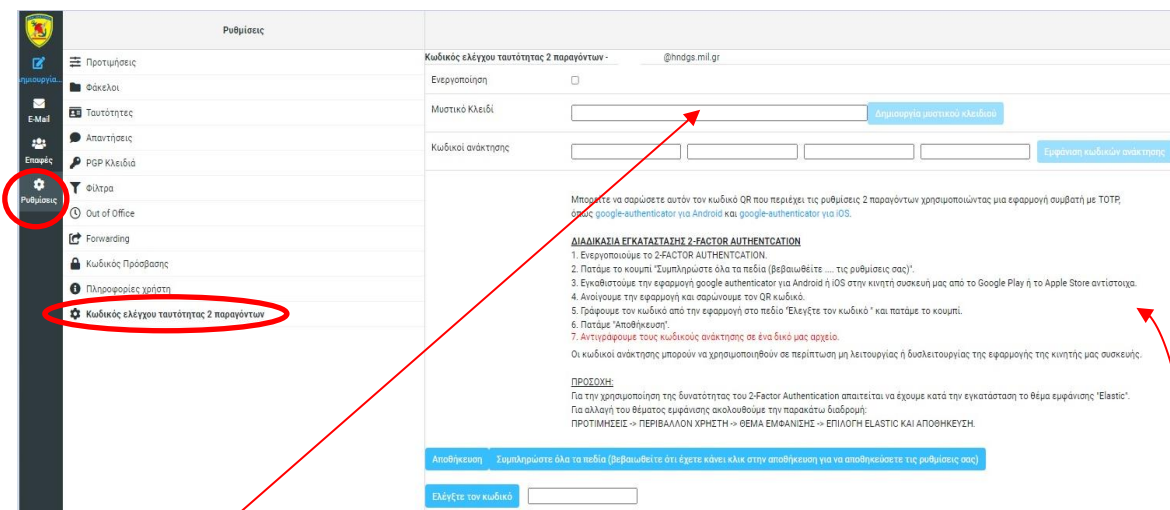 Ρυθμίσεις
ημιουργία...
E-Mail
Επαφές
Ρυθμίσεις
Προτιμήσεις
Φάκελοι
Ταυτότητες
Απαντήσεις
PGP Κλειδιά
Φίλτρα
Out of Office
Forwarding
Κωδικός Πρόσβασης
Πληροφορίες χρήστη
Κωδικός ελέγχου ταυτότητας 2 παραγόντων
Κωδικός ελέγχου ταυτότητας 2 παραγόντων - @hndgs.mil.gr
Ενεργοποίηση
Μυστικό Κλειδί
Δημιουργία μυστικού κλειδιού
Κωδικοί ανάκτησης
Εμφάνιση κωδικών ανάκτησης
Μπορείτε να σαρώσετε αυτόν τον κωδικό QR που περιέχει τις ρυθμίσεις 2 παραγόντων χρησιμοποιώντας μια εφαρμογή συμβατή με TOTP,
όπως google-authenticator για Android και google-authenticator για iOS.
ΔΙΑΔΙΚΑΣΙΑ ΕΓΚΑΤΑΣΤΑΣΗΣ 2-FACTOR AUTHENTCATION
1. Ενεργοποιούμε το 2-FACTOR AUTHENTCATION.
2. Πατάμε το κουμπί "Συμπληρώστε όλα τα πεδία (βεβαιωθείτε .... τις ρυθμίσεις σας)".
3. Εγκαθιστούμε την εφαρμογή google authenticator για Android ή iOS στην κινητή συσκευή μας από το Google Play ή το Apple Store αντίστοιχα.
4. Ανοίγουμε την εφαρμογή και σαρώνουμε τον QR κωδικό.
5. Γράφουμε τον κωδικό από την εφαρμογή στο πεδίο "Ελεγξτε τον κωδικό " και πατάμε το κουμπί.
6. Πατάμε "Αποθήκευση".
7. Αντιγράφουμε τους κωδικούς ανάκτησης σε ένα δικό μας αρχείο.
Οι κωδικοί ανάκτησης μπορούν να χρησιμοποιηθούν σε περίπτωση μη λειτουργίας ή δυσλειτουργίας της εφαρμογής της κινητής μας συσκευής.
ΠΡΟΣΟΧΗ:
Για την χρησιμοποίηση της δυνατότητας του 2-Factor Authentication απαιτείται να έχουμε κατά την εγκατάσταση το θέμα εμφάνισης "Elastic".
Για αλλαγή του θέματος εμφάνισης ακολουθούμε την παρακάτω διαδρομή:
ΠΡΟΤΙΜΗΣΕΙΣ -> ΠΕΡΙΒΑΛΛΟΝ ΧΡΗΣΤΗ -> ΘΕΜΑ ΕΜΦΑΝΙΣΗΣ -> ΕΠΙΛΟΓΗ ELASTIC ΚΑΙ ΑΠΟΘΗΚΕΥΣΗ.
Αποθήκευση Συμπληρώστε όλα τα πεδία (βεβαιωθείτε ότι έχετε κάνει κλικ στην αποθήκευση για να αποθηκεύσετε τις ρυθμίσεις σας)
Ελέγξτε τον κωδικό